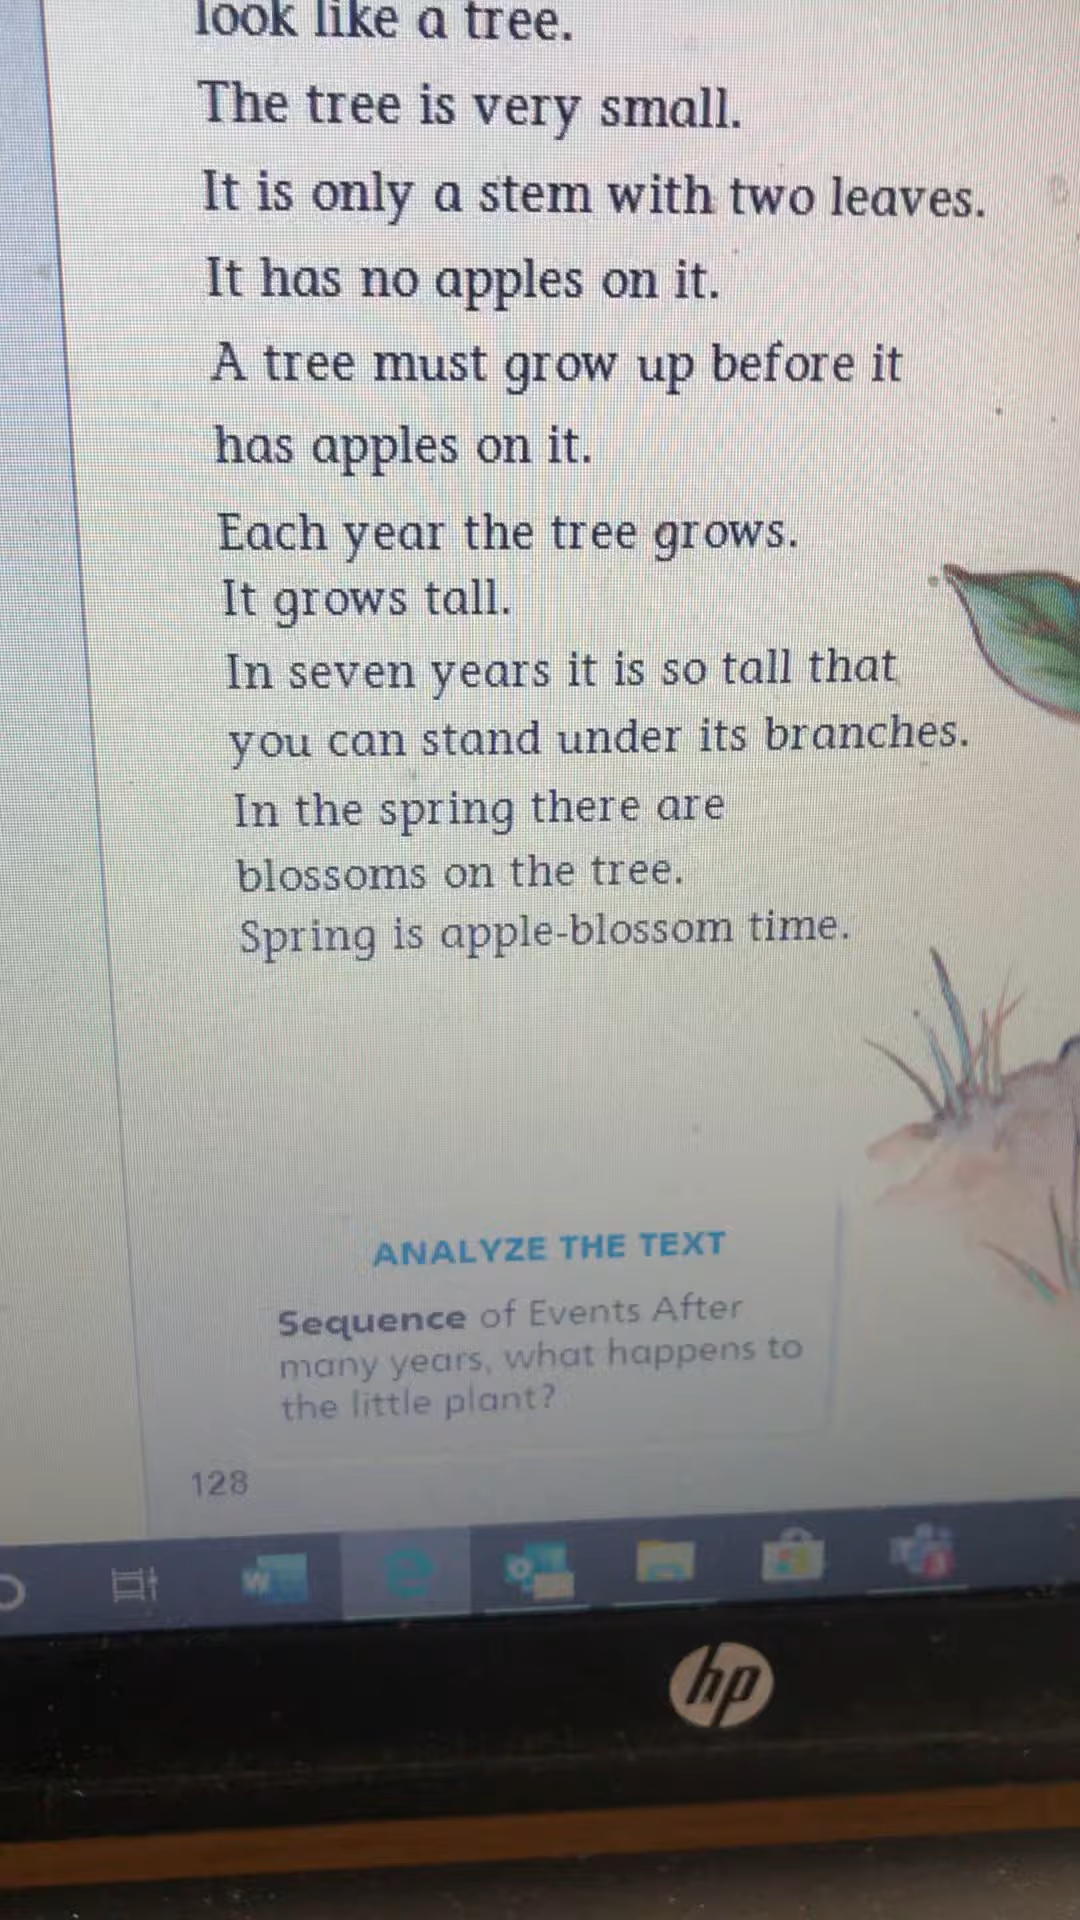 look like a tree.
The tree is very small.
It is only a stem with two leaves.
It has no apples on it.
A tree must grow up before it
has apples on it.
Each year the tree grows.
It grows tall.
In seven years it is so tall that
you can stand under its branches.
In the spring there are
blossoms on the tree.
Spring is apple-blossom time.
ANALYZE THE TEXT
Sequence of Events After
many years, what happens to
the little plant?
128
hp